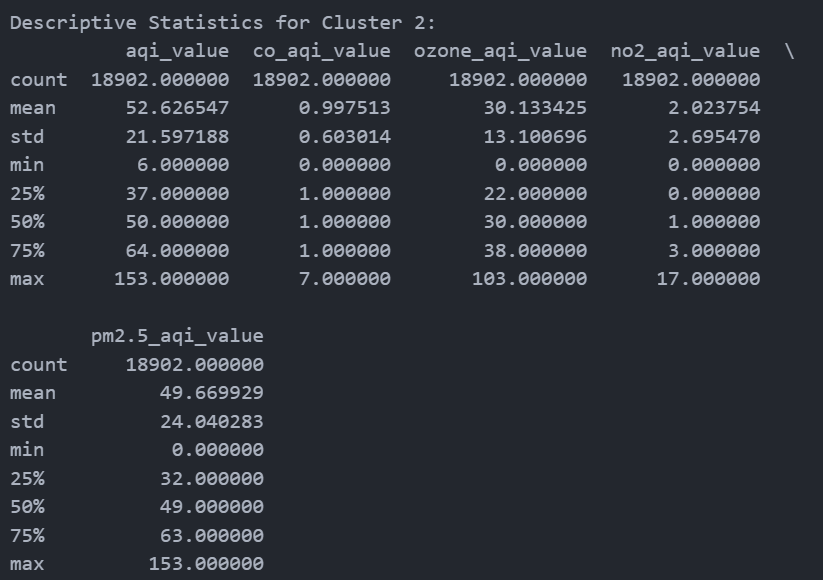 Descriptive Statistics for Cluster 2:
aqi_value co_aqi_value ozone_aqi_value no2_aqi_value \
count 18902.000000 18902.000000 18902.000000 18902.000000
mean 52.626547 0.997513 30.133425 2.023754
std 21.597188 0.603014 13.100696 2.695470
min 6.000000 0.000000 0.000000 0.000000
25% 37.000000 1.000000 22.000000 0.000000
50% 50.000000 1.000000 30.000000 1.000000
75% 64.000000 1.000000 38.000000 3.000000
max 153.000000 7.000000 103.000000 17.000000
pm2.5_aqi_value
count 18902.000000
mean 49.669929
std 24.040283
min 0.000000
25% 32.000000
50% 49.000000
75% 63.000000
max 153.000000